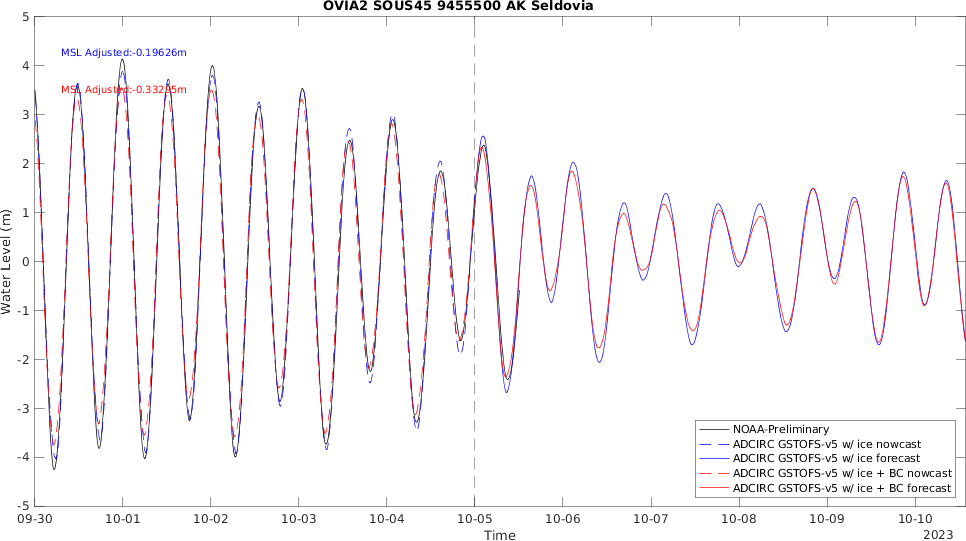 OVIA2 SOUS45 9455500 AK Seldovia
MSL Adjusted:-0.19626m
MSL Adjusted:-0.33295m
Water Level (m)
5
4
3
2
1
0
-1
-2
-3
-4
-5
NOAA-Preliminary
ADCIRC GSTOFS-v5 w/ ice nowcast
ADCIRC GSTOFS-v5 w/ ice forecast
ADCIRC GSTOFS-v5 w/ ice + BC nowcast
ADCIRC GSTOFS-v5 w/ ice + BC forecast
09-30 10-01 10-02 10-03 10-04 10-05 10-06 10-07 10-08 10-09 10-10
Time
2023